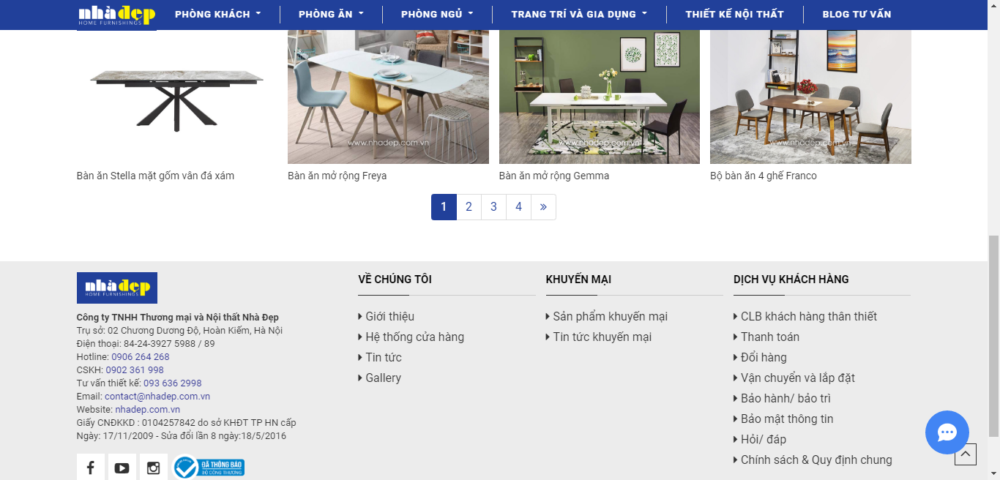 nhàđẹp
HOME FURNISHINGS
PHÒNG KHÁCH
PHÒNG ĂN
PHÒNG NGỦ
TRANG TRÍ VÀ GIA DỤNG
THIẾT KẾ NỘI THẤT
BLOG TƯ VẤN
www.nhadep.com.vn
www.nhadep.com.vn
www.nhadep.com.vn
Bàn ăn Stella mặt gốm vân đá xám
Bàn ăn mở rộng Freya
Bàn ăn mở rộng Gemma
Bộ bàn ăn 4 ghế Franco
1 2 3 4 »
nhàđẹp
HOME FURNISHINGS
Công ty TNHH Thương mại và Nội thất Nhà Đẹp
Trụ sở: 02 Chương Dương Độ, Hoàn Kiếm, Hà Nội
Điện thoại: 84-24-3927 5988 / 89
Hotline: 0906 264 268
CSKH: 0902 361 998
Tư vấn thiết kế: 093 636 2998
Email: contact@nhadep.com.vn
Website: nhadep.com.vn
Giấy CNĐKKD : 0104257842 do sở KHĐT TP HN cấp
Ngày: 17/11/2009 - Sửa đổi lần 8 ngày:18/5/2016
ĐÃ THÔNG BÁO
BỘ CÔNG THƯƠNG
VỀ CHÚNG TÔI
Giới thiệu
Hệ thống cửa hàng
Tin tức
Gallery
KHUYẾN MẠI
Sản phẩm khuyến mại
Tin tức khuyến mại
DỊCH VỤ KHÁCH HÀNG
CLB khách hàng thân thiết
Thanh toán
Đổi hàng
Vận chuyển và lắp đặt
Bảo hành/ bảo trì
Bảo mật thông tin
Hỏi/ đáp
Chính sách & Quy định chung